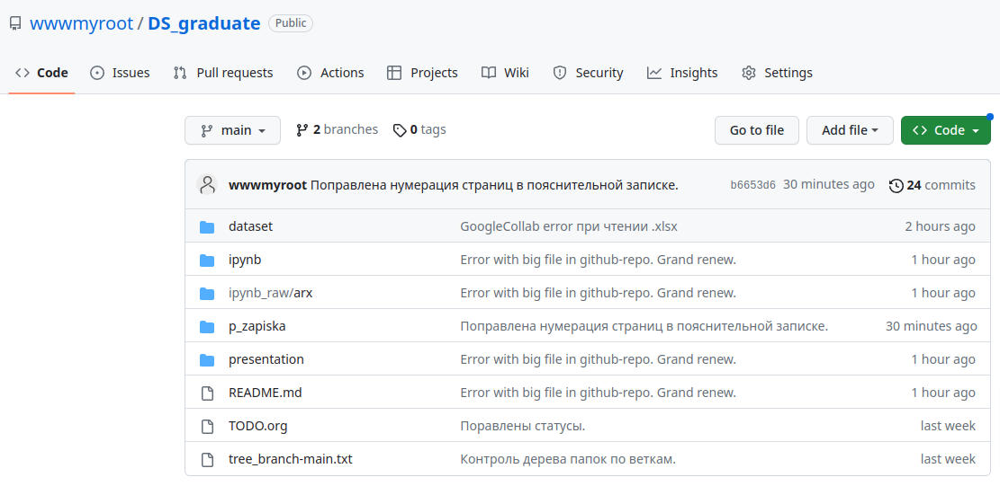 wwwmyroot / DS_graduate Public
Code Issues Pull requests Actions Projects Wiki Security Insights Settings
main 2 branches 0 tags Go to file Add file Code
wwwmyroot Поправлена нумерация страниц в пояснительной записке. b6653d6 30 minutes ago 24 commits
dataset GoogleCollab error при чтении .xlsx 2 hours ago
ipynb Error with big file in github-repo. Grand renew. 1 hour ago
ipynb_raw/arx Error with big file in github-repo. Grand renew. 1 hour ago
p_zapiska Поправлена нумерация страниц в пояснительной записке. 30 minutes ago
presentation Error with big file in github-repo. Grand renew. 1 hour ago
README.md Error with big file in github-repo. Grand renew. 1 hour ago
TODO.org Поравлены статусы. last week
tree_branch-main.txt Контроль дерева папок по веткам. last week